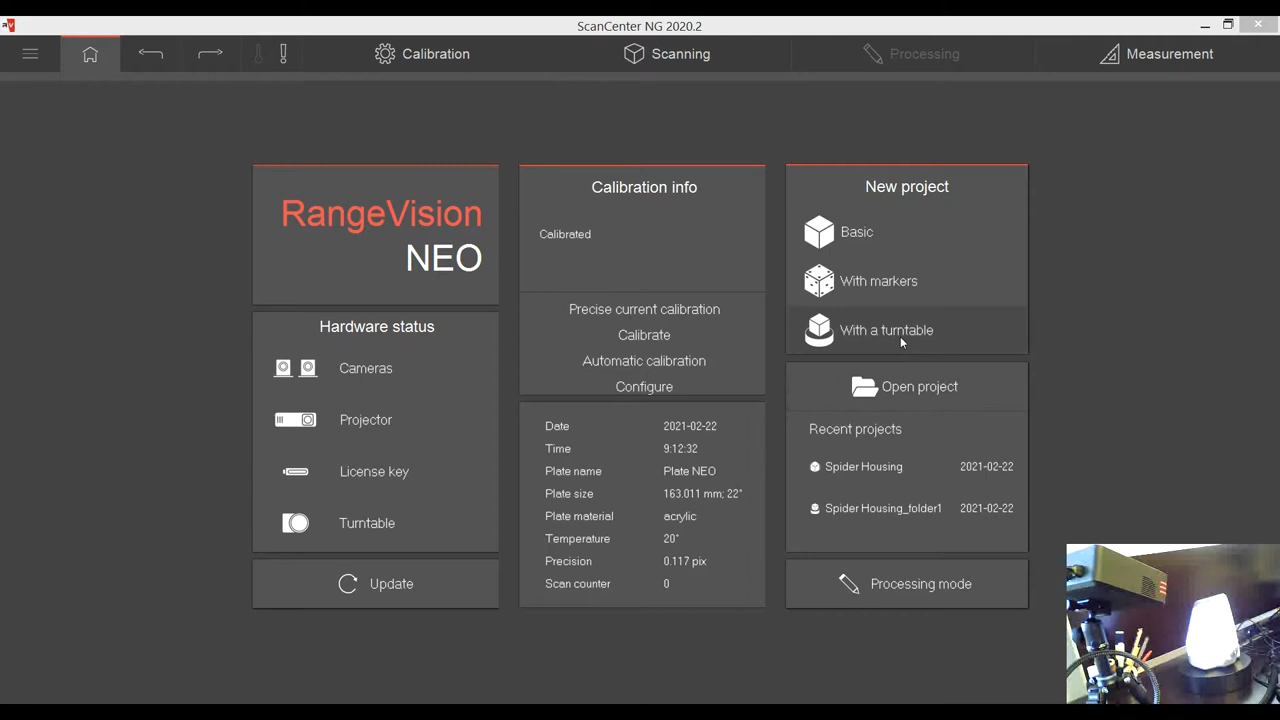 ScanCenter NG 2020.2
Calibration
Scanning
Processing
Measurement
RangeVision
NEO
Hardware status
Cameras
Projector
License key
Turntable
Update
Calibration info
Calibrated
Precise current calibration
Calibrate
Automatic calibration
Configure
Date 2021-02-22
Time 9:12:32
Plate name Plate NEO
Plate size 163.011 mm; 22°
Plate material acrylic
Temperature 20°
Precision 0.117 pix
Scan counter 0
New project
Basic
With markers
With a turntable
Open project
Recent projects
Spider Housing 2021-02-22
Spider Housing_folder1 2021-02-22
Processing mode